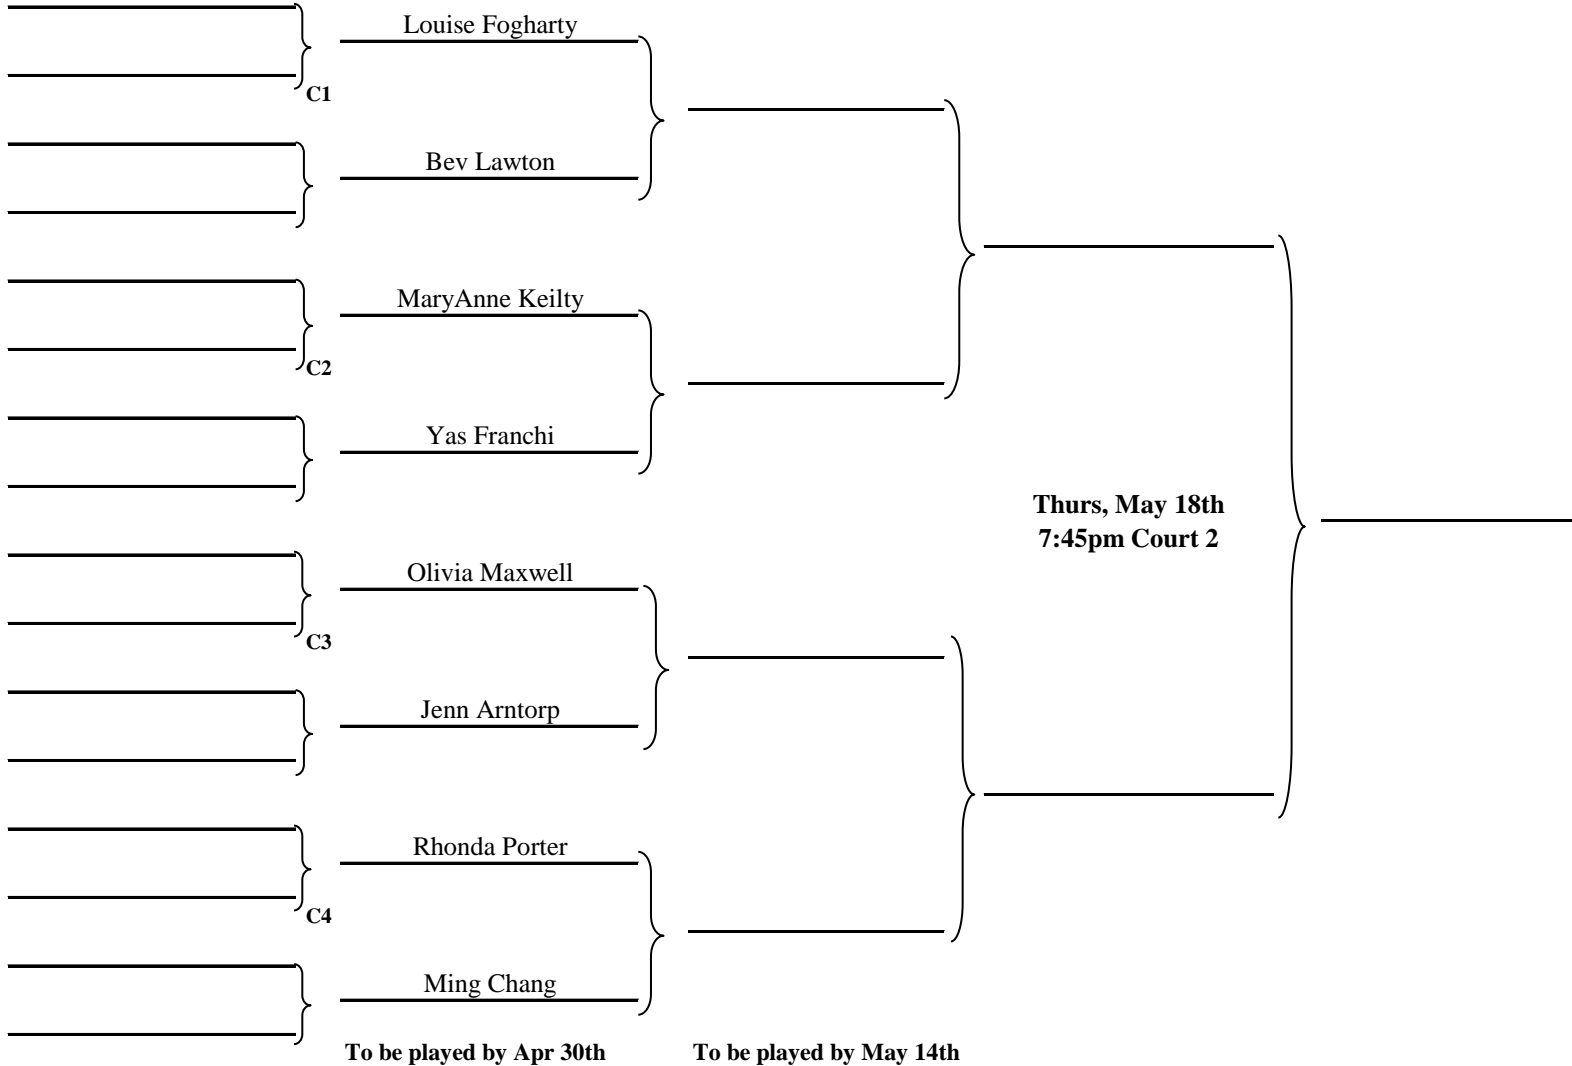 Louise Fogharty
C1
Bev Lawton
MaryAnne Keilty
C2
Yas Franchi
Thurs, May 18th
7:45pm Court 2
Olivia Maxwell
C3
Jenn Arntorp
Rhonda Porter
C4
Ming Chang
To be played by Apr 30th
To be played by May 14th